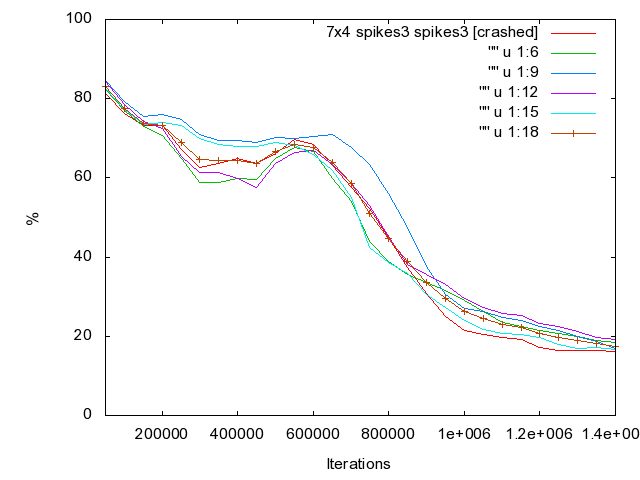 100
7x4 spikes3 spikes3 [crashed]
"" u 1:6
80
"" u 1:9
"" u 1:12
"" u 1:15
"" u 1:18
60
%
40
20
0
200000 400000 600000 800000 1e+006 1.2e+006 1.4e+00
Iterations